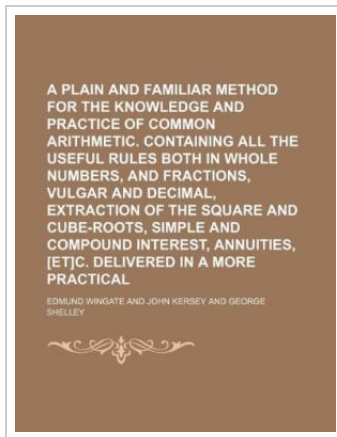 A PLAIN AND FAMILIAR METHOD
FOR THE KNOWLEDGE AND
PRACTICE OF COMMON
ARITHMETIC. CONTAINING ALL THE
USEFUL RULES BOTH IN WHOLE
NUMBERS, AND FRACTIONS,
VULGAR AND DECIMAL,
EXTRACTION OF THE SQUARE AND
CUBE-ROOTS, SIMPLE AND
COMPOUND INTEREST, ANNUITIES,
[ET]C. DELIVERED IN A MORE
PRACTICAL
EDMUND WINGATE AND JOHN KERSEY AND GEORGE
SHELLEY